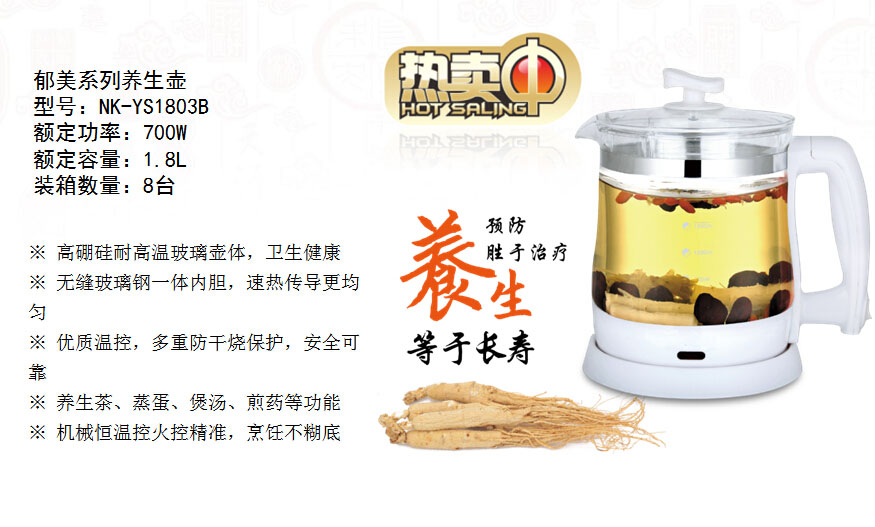 郁美系列养生壶
型号：NK-YS1803B
额定功率：700W
额定容量：1.8L
装箱数量：8台
※ 高硼硅耐高温玻璃壶体，卫生健康
※ 无缝玻璃钢一体内胆，速热传导更均
匀
※ 优质温控，多重防干烧保护，安全可
靠
※ 养生茶、蒸蛋、煲汤、煎药等功能
※ 机械恒温控火控精准，烹饪不糊底
热卖中
HOT SALING
预防
胜于治疗
養生
等于长寿